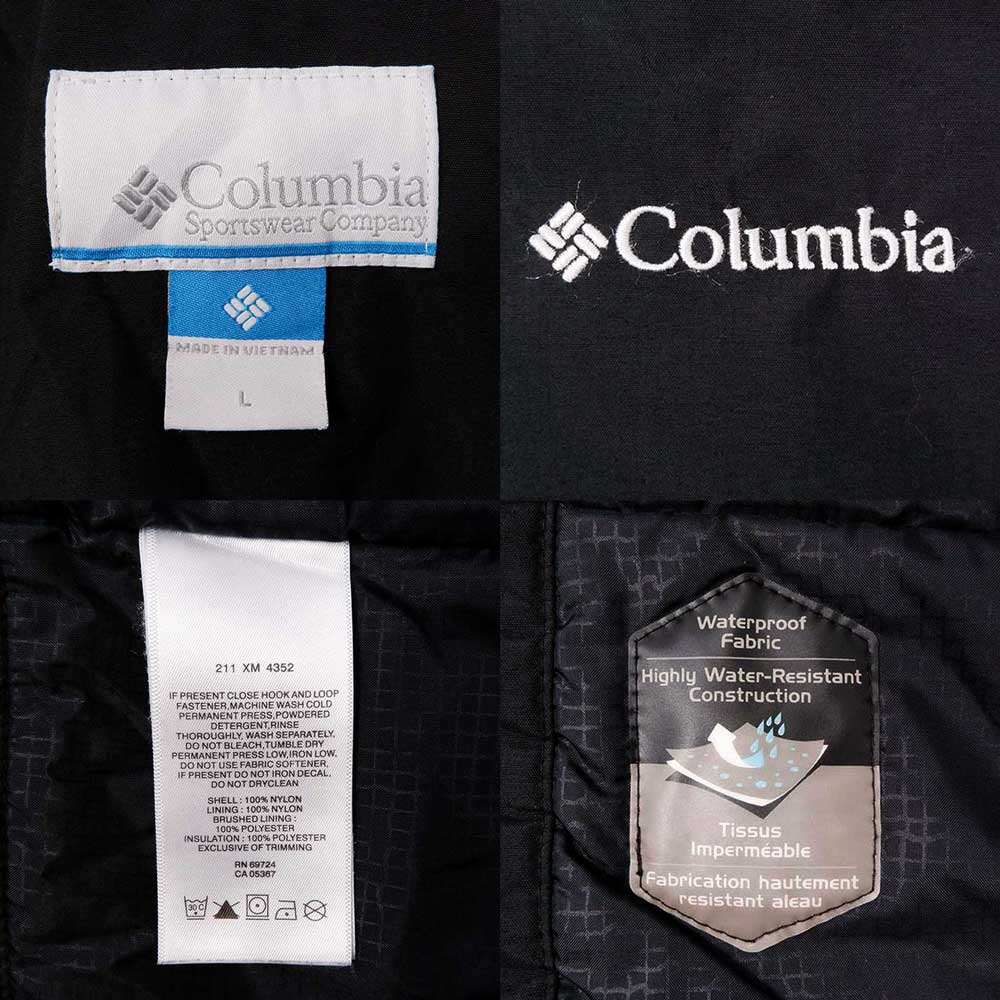 Columbia
Sportswear Company
MADE IN VIETNAM
L
Columbia
211 XM 4352
IF PRESENT CLOSE HOOK AND LOOP
FASTENER,MACHINE WASH COLD
PERMANENT PRESS,POWDERED
DETERGENT,RINSE
THOROUGHLY, WASH SEPARATELY.
DO NOT BLEACH,TUMBLE DRY
PERMANENT PRESS LOW,IRON LOW.
DO NOT USE FABRIC SOFTENER,
IF PRESENT DO NOT IRON DECAL,
DO NOT DRYCLEAN
SHELL : 100% NYLON
LINING : 100% NYLON
BRUSHED LINING :
100% POLYESTER
INSULATION : 100% POLYESTER
EXCLUSIVE OF TRIMMING
RN 69724
CA 05367
30 C
Waterproof
Fabric
Highly Water-Resistant
Construction
Tissus
Imperméable
Fabrication hautement
resistant aleau